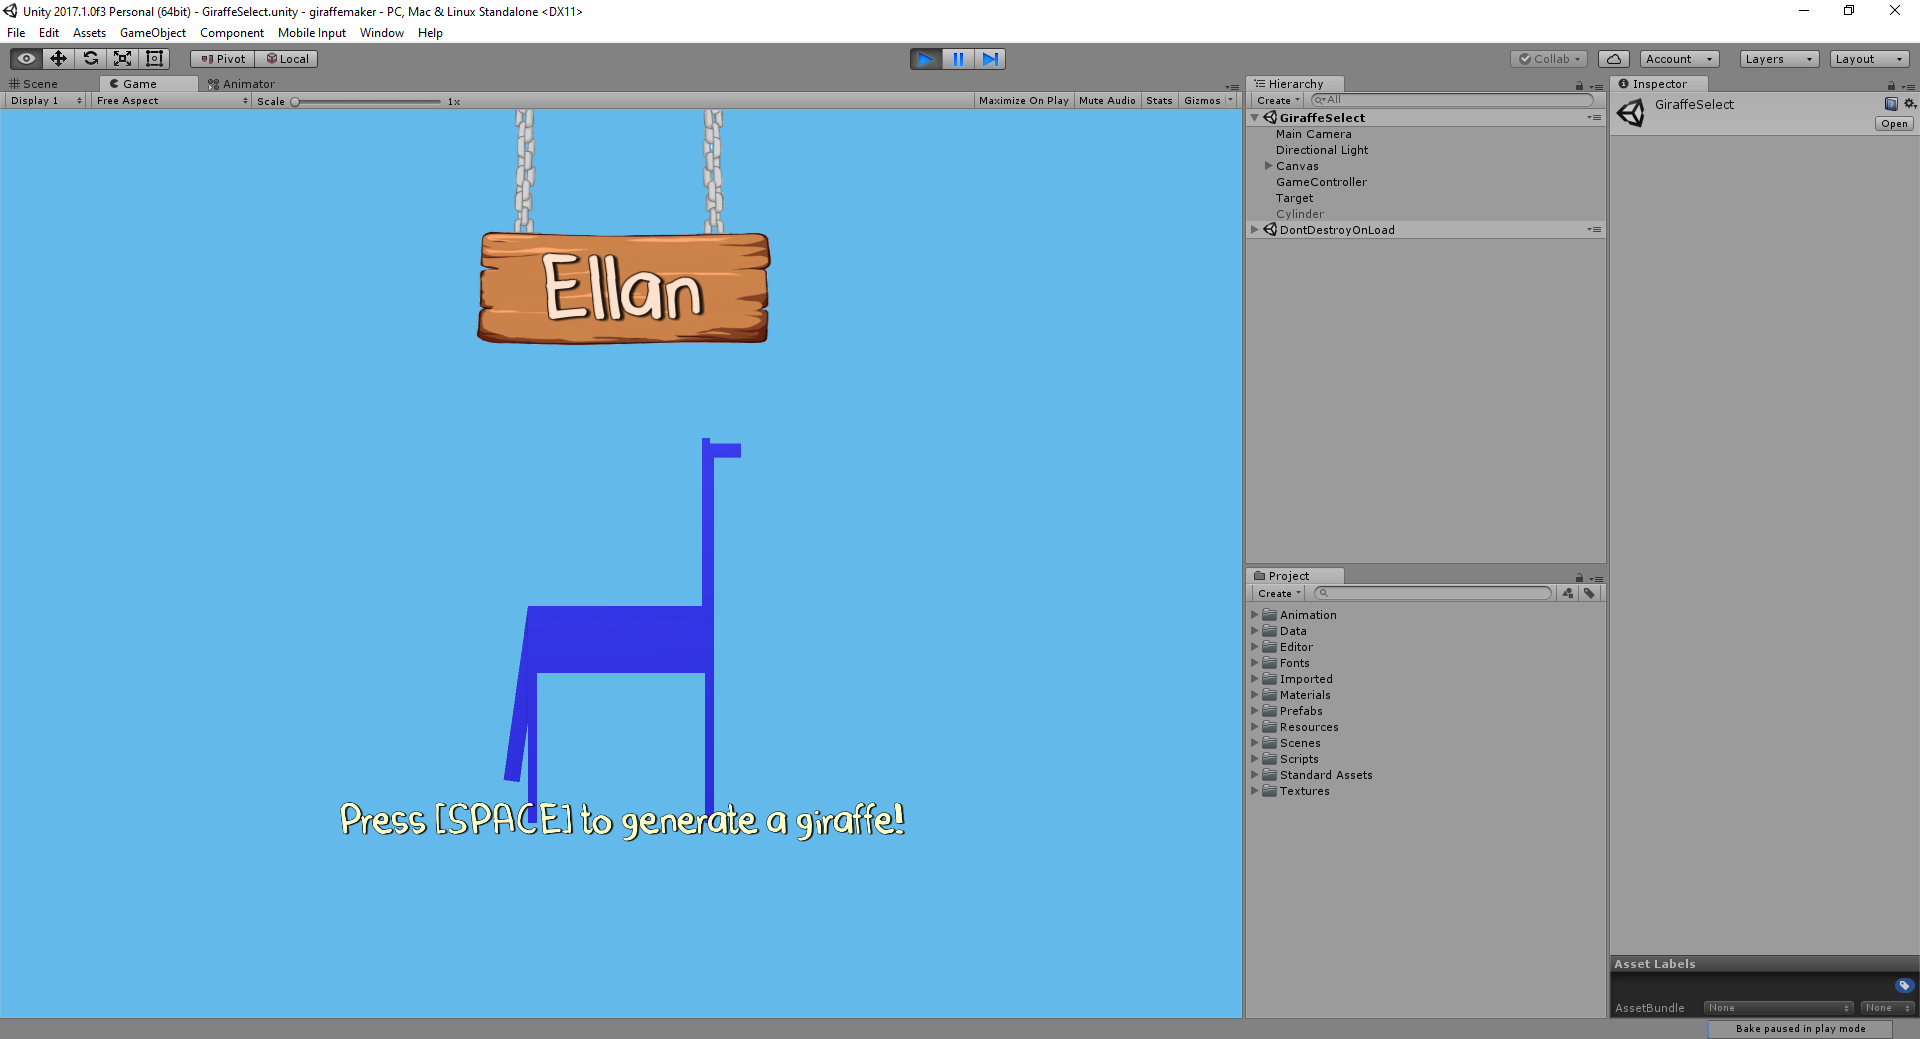 Unity 2017.1.0f3 Personal (64bit) - GiraffeSelect.unity - giraffemaker - PC, Mac & Linux Standalone <DX11>
File Edit Assets GameObject Component Mobile Input Window Help
Pivot Local Collab Account Layers Layout
Scene Game Animator
Display 1 Free Aspect Scale 1x Maximize On Play Mute Audio Stats Gizmos
Ellan
Press [SPACE] to generate a giraffe!
Hierarchy
Create All
GiraffeSelect
Main Camera
Directional Light
Canvas
GameController
Target
Cylinder
DontDestroyOnLoad
Project
Create
Animation
Data
Editor
Fonts
Imported
Materials
Prefabs
Resources
Scenes
Scripts
Standard Assets
Textures
Inspector
GiraffeSelect
Open
Asset Labels
AssetBundle None None
Bake paused in play mode